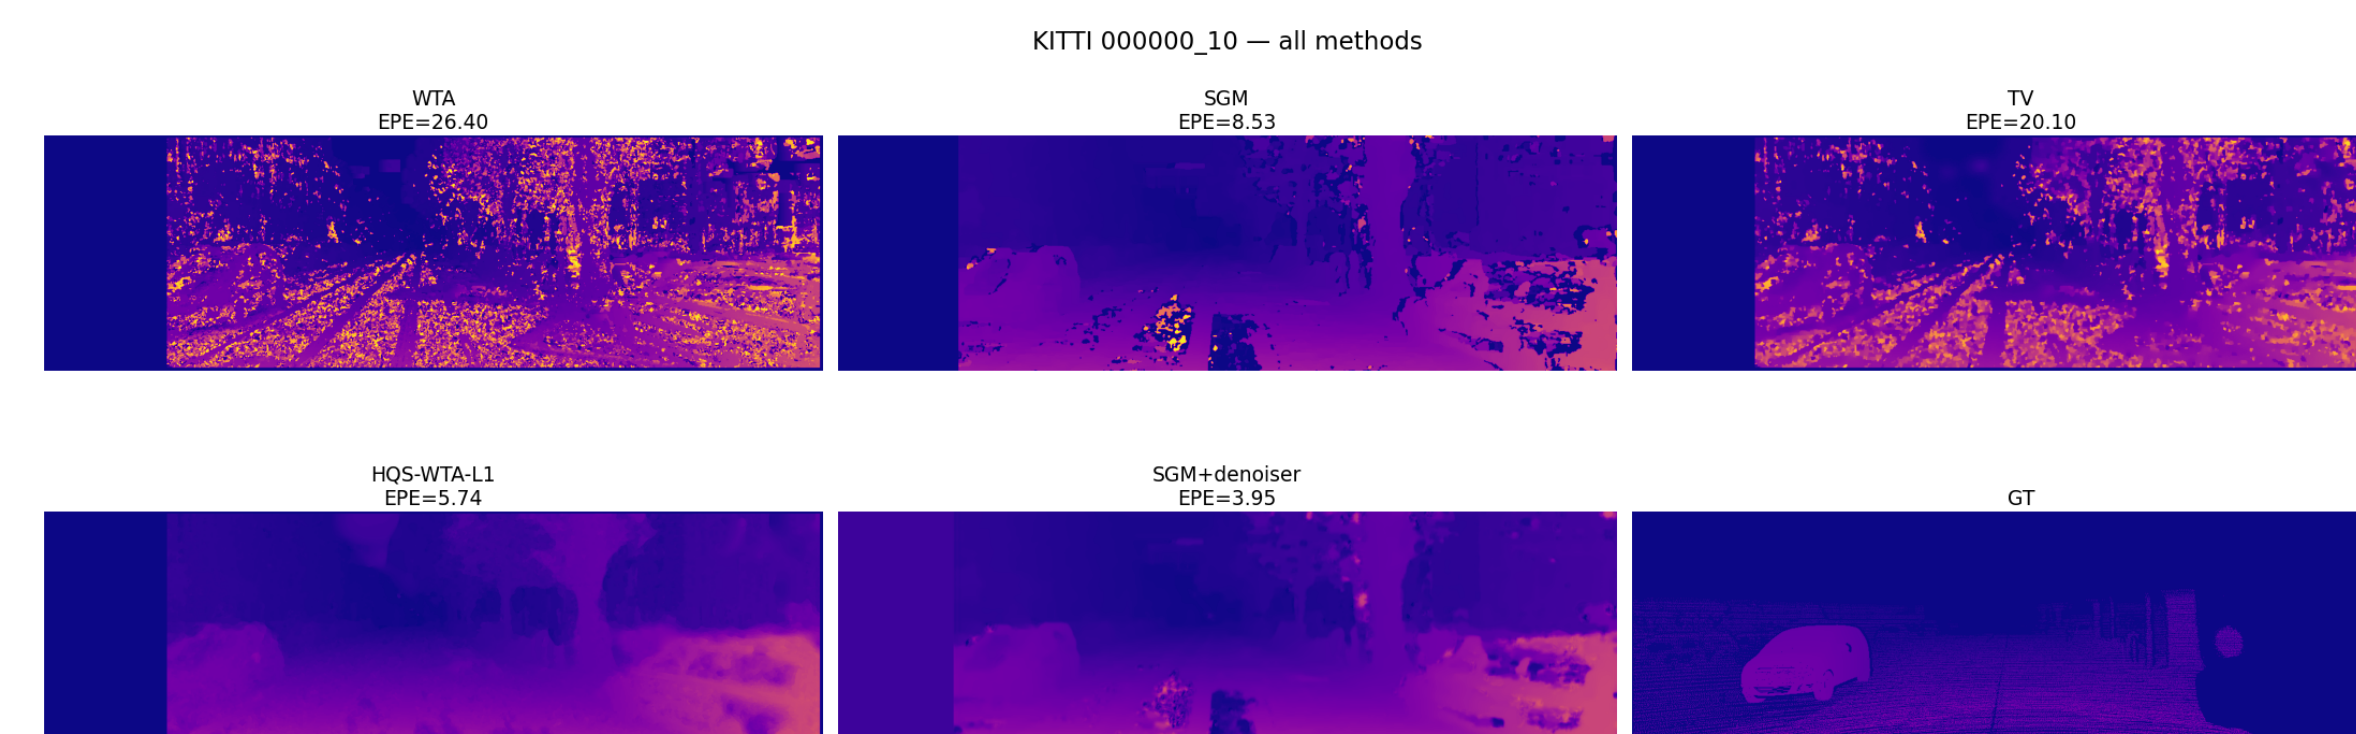 KITTI 000000_10 — all methods
WTA
EPE=26.40
SGM
EPE=8.53
TV
EPE=20.10
HQS-WTA-L1
EPE=5.74
SGM+denoiser
EPE=3.95
GT